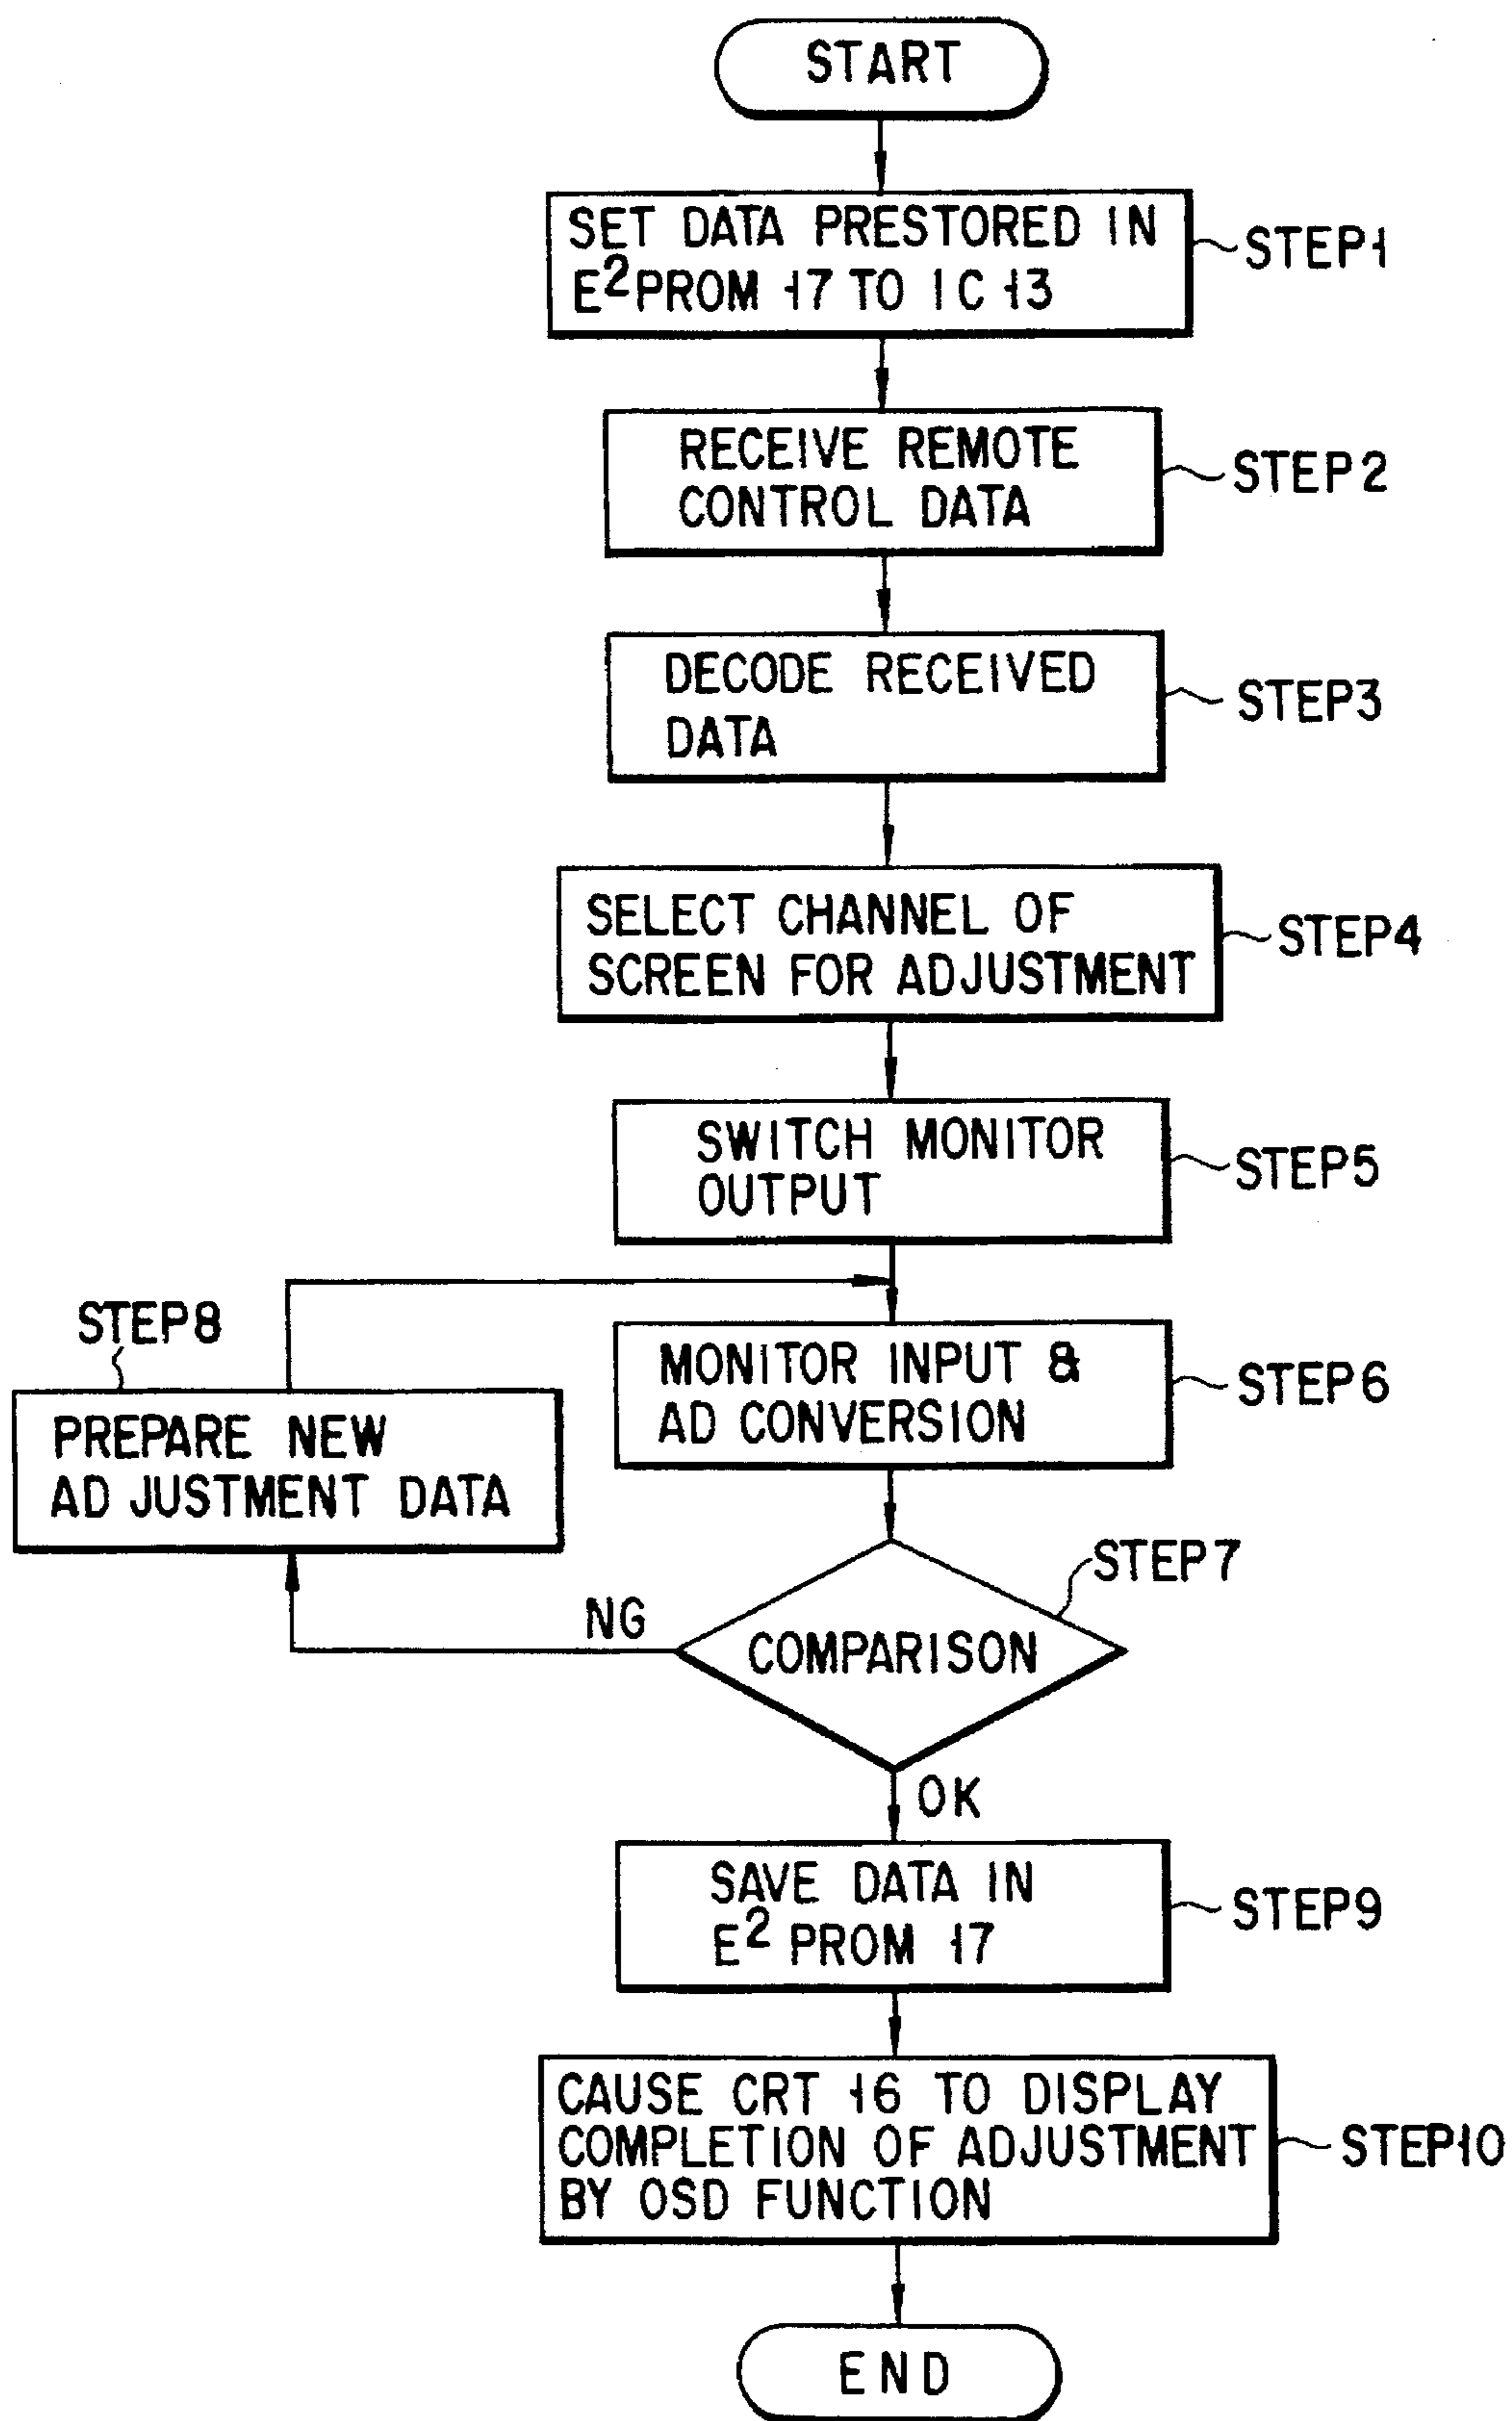 START
SET DATA PRESTORED IN
E²PROM 17 TO IC 13
STEP1
RECEIVE REMOTE
CONTROL DATA
STEP2
DECODE RECEIVED
DATA
STEP3
SELECT CHANNEL OF
SCREEN FOR ADJUSTMENT
STEP4
SWITCH MONITOR
OUTPUT
STEP5
STEP8
PREPARE NEW
ADJUSTMENT DATA
MONITOR INPUT &
AD CONVERSION
STEP6
STEP7
NG
COMPARISON
OK
SAVE DATA IN
E² PROM 17
STEP9
CAUSE CRT 16 TO DISPLAY
COMPLETION OF ADJUSTMENT
BY OSD FUNCTION
STEP10
END